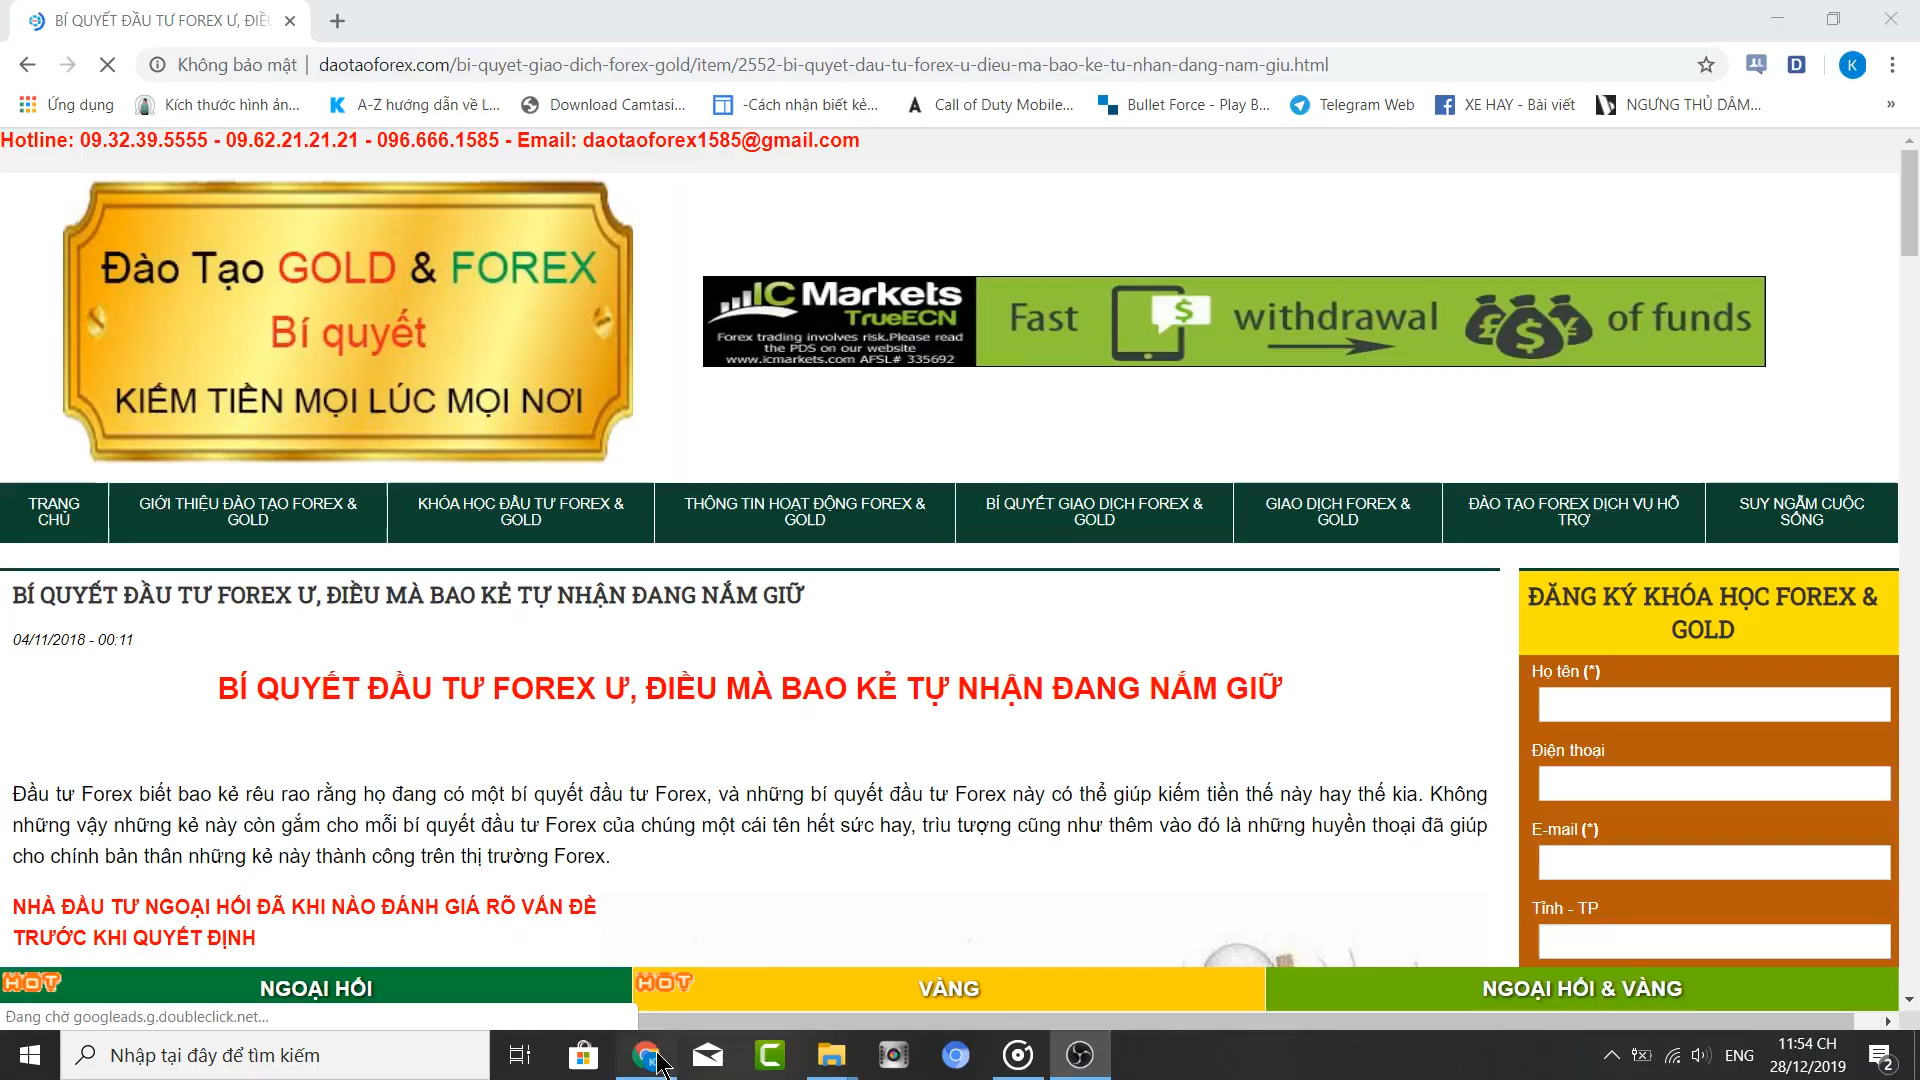 BÍ QUYẾT ĐẦU TƯ FOREX Ư, ĐIỀ
Không bảo mật | daotaoforex.com/bi-quyet-giao-dich-forex-gold/item/2552-bi-quyet-dau-tu-forex-u-dieu-ma-bao-ke-tu-nhan-dang-nam-giu.html
D
K
Ứng dụng
Kích thước hình ản...
A-Z hướng dẫn về L...
Download Camtasi...
-Cách nhận biết kẻ...
Call of Duty Mobile...
Bullet Force - Play B...
Telegram Web
XE HAY - Bài viết
NGƯNG THỦ DÂM...
Hotline: 09.32.39.5555 - 09.62.21.21.21 - 096.666.1585 - Email: daotaoforex1585@gmail.com
Đào Tạo GOLD & FOREX
Bí quyết
KIẾM TIỀN MỌI LÚC MỌI NƠI
IC Markets
TrueECN
Forex trading involves risk.Please read
the PDS on our website
www.icmarkets.com AFSL# 335692
Fast $ withdrawal £ $ ¥ of funds
TRANG CHỦ
GIỚI THIỆU ĐÀO TẠO FOREX & GOLD
KHÓA HỌC ĐẦU TƯ FOREX & GOLD
THÔNG TIN HOẠT ĐỘNG FOREX & GOLD
BÍ QUYẾT GIAO DỊCH FOREX & GOLD
GIAO DỊCH FOREX & GOLD
ĐÀO TẠO FOREX DỊCH VỤ HỖ TRỢ
SUY NGẪM CUỘC SỐNG
BÍ QUYẾT ĐẦU TƯ FOREX Ư, ĐIỀU MÀ BAO KẺ TỰ NHẬN ĐANG NẮM GIỮ
04/11/2018 - 00:11
BÍ QUYẾT ĐẦU TƯ FOREX Ư, ĐIỀU MÀ BAO KẺ TỰ NHẬN ĐANG NẮM GIỮ
Đầu tư Forex biết bao kẻ rêu rao rằng họ đang có một bí quyết đầu tư Forex, và những bí quyết đầu tư Forex này có thể giúp kiếm tiền thế này hay thế kia. Không
những vậy những kẻ này còn gắm cho mỗi bí quyết đầu tư Forex của chúng một cái tên hết sức hay, trìu tượng cũng như thêm vào đó là những huyền thoại đã giúp
cho chính bản thân những kẻ này thành công trên thị trường Forex.
NHÀ ĐẦU TƯ NGOẠI HỐI ĐÃ KHI NÀO ĐÁNH GIÁ RÕ VẤN ĐỀ
TRƯỚC KHI QUYẾT ĐỊNH
ĐĂNG KÝ KHÓA HỌC FOREX &
GOLD
Họ tên (*)
Điện thoại
E-mail (*)
Tỉnh - TP
HOT NGOẠI HỐI
HOT VÀNG
NGOẠI HỐI & VÀNG
Đang chờ googleads.g.doubleclick.net...
Nhập tại đây để tìm kiếm
ENG
11:54 CH
28/12/2019
2